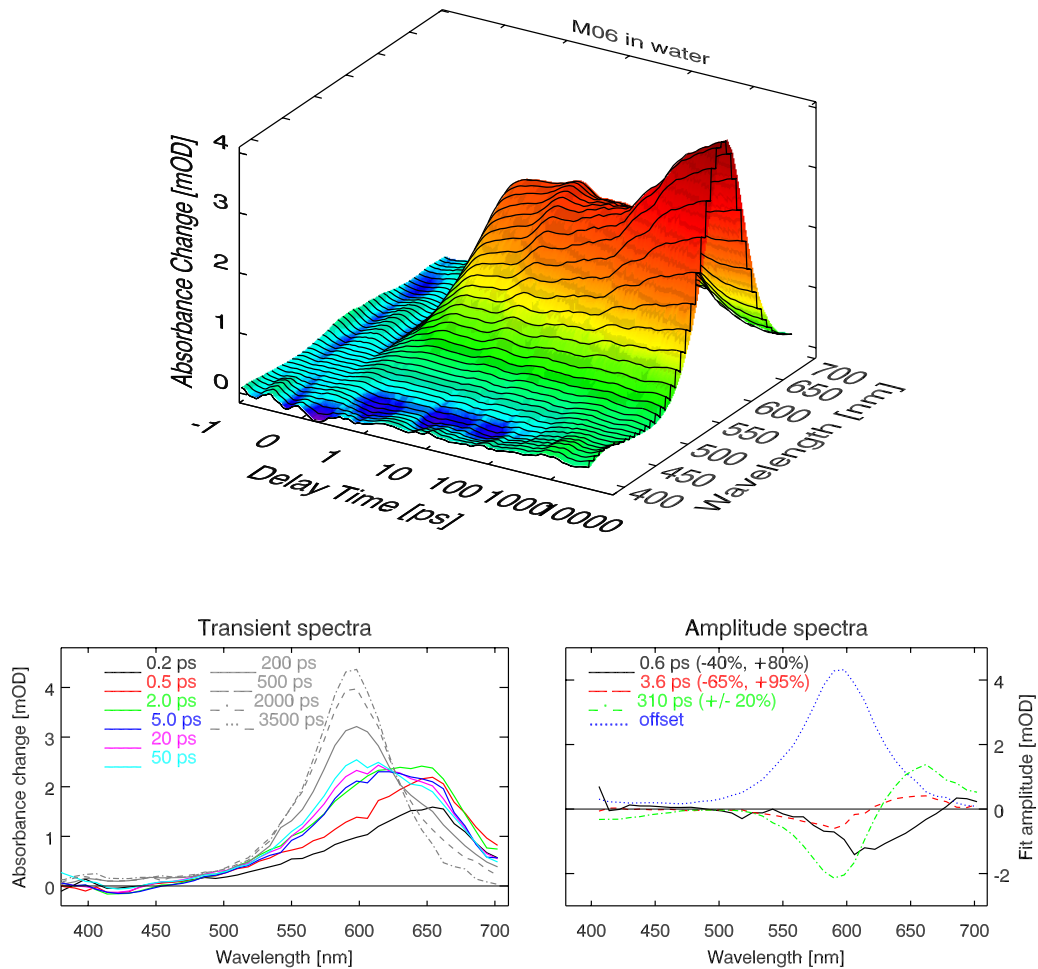 M06 in water
Absorbance Change [mOD]
4
3
2
1
0
-1 0 1 10 100 1000 10000
Delay Time [ps]
400 450 500 550 600 650 700
Wavelength [nm]
Transient spectra
Absorbance change [mOD]
4
3
2
1
0
0.2 ps
0.5 ps
2.0 ps
5.0 ps
20 ps
50 ps
200 ps
500 ps
2000 ps
3500 ps
400 450 500 550 600 650 700
Wavelength [nm]
Amplitude spectra
0.6 ps (-40%, +80%)
3.6 ps (-65%, +95%)
310 ps (+/- 20%)
offset
4
2
0
-2
Fit amplitude [mOD]
400 450 500 550 600 650 700
Wavelength [nm]